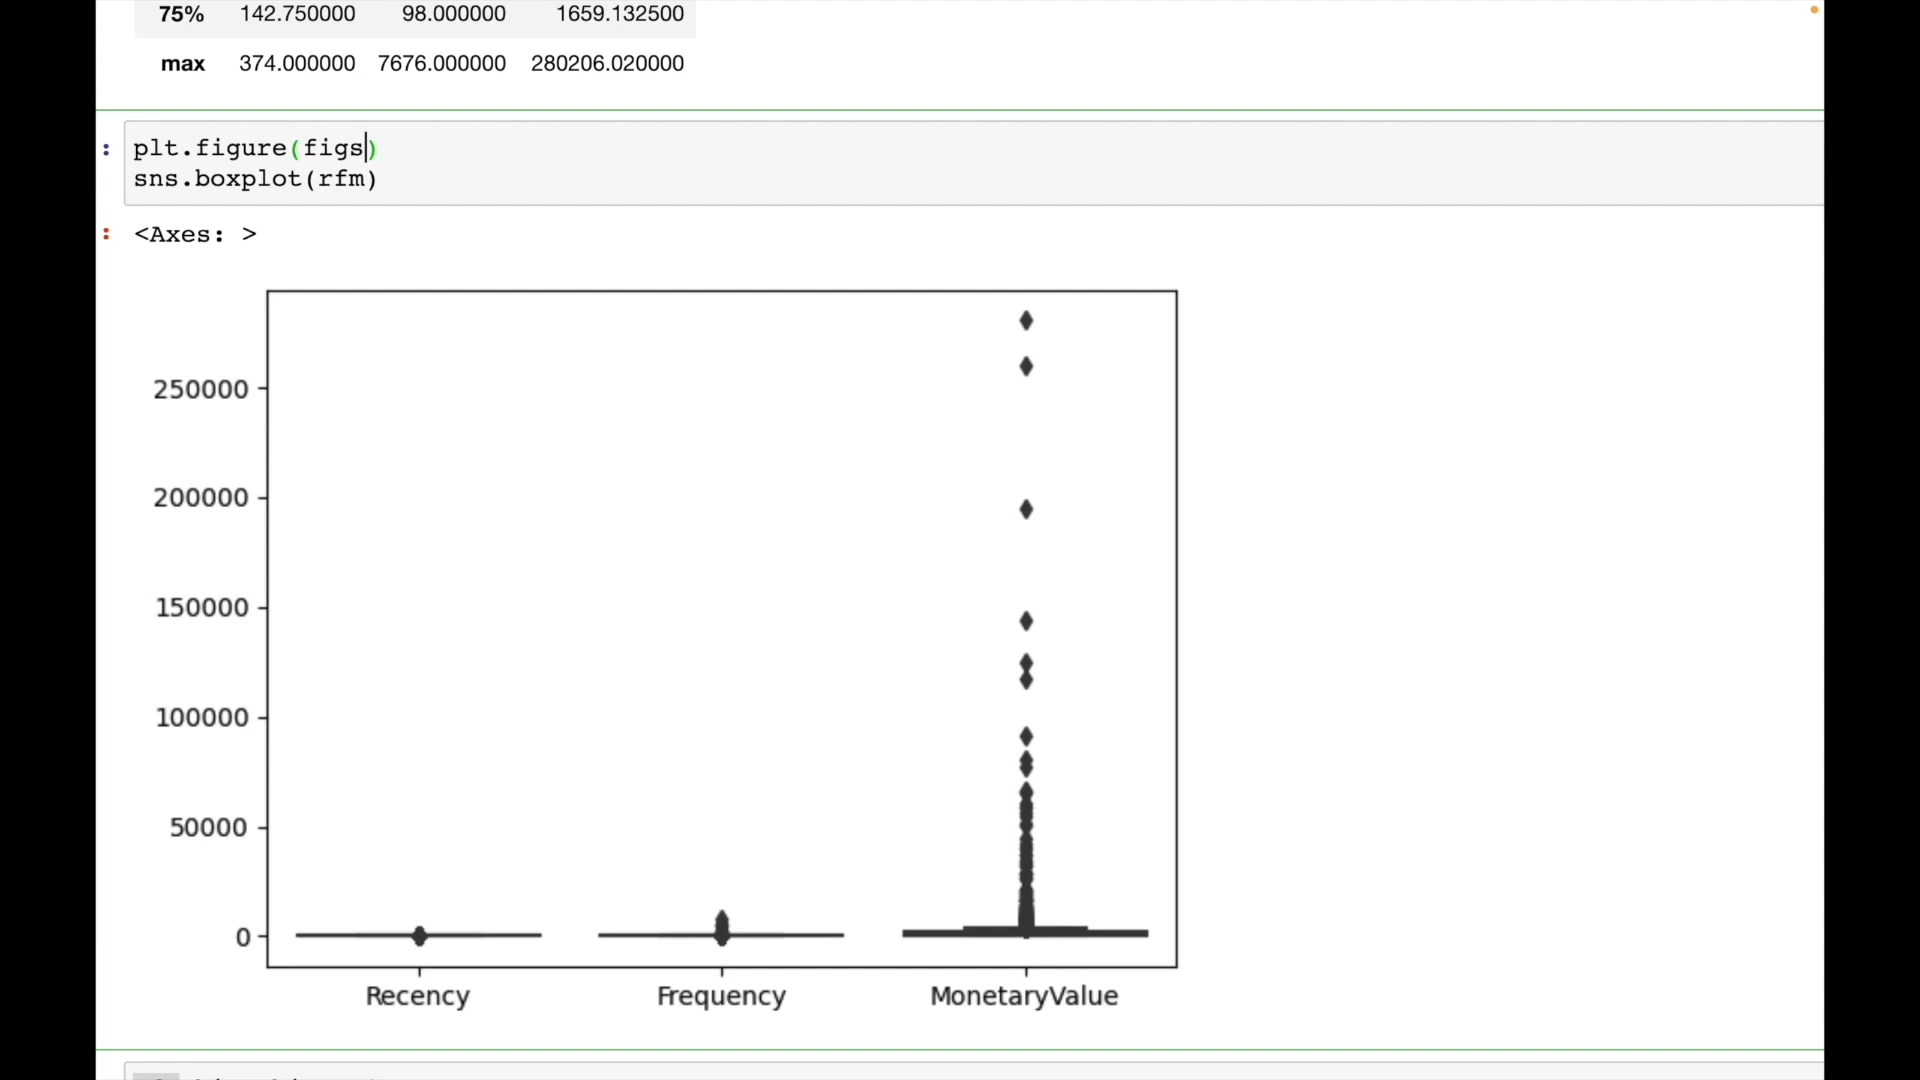 75% 142.750000 98.000000 1659.132500
max 374.000000 7676.000000 280206.020000
: plt.figure(figs)
sns.boxplot(rfm)
: <Axes: >
250000
200000
150000
100000
50000
0
Recency Frequency MonetaryValue